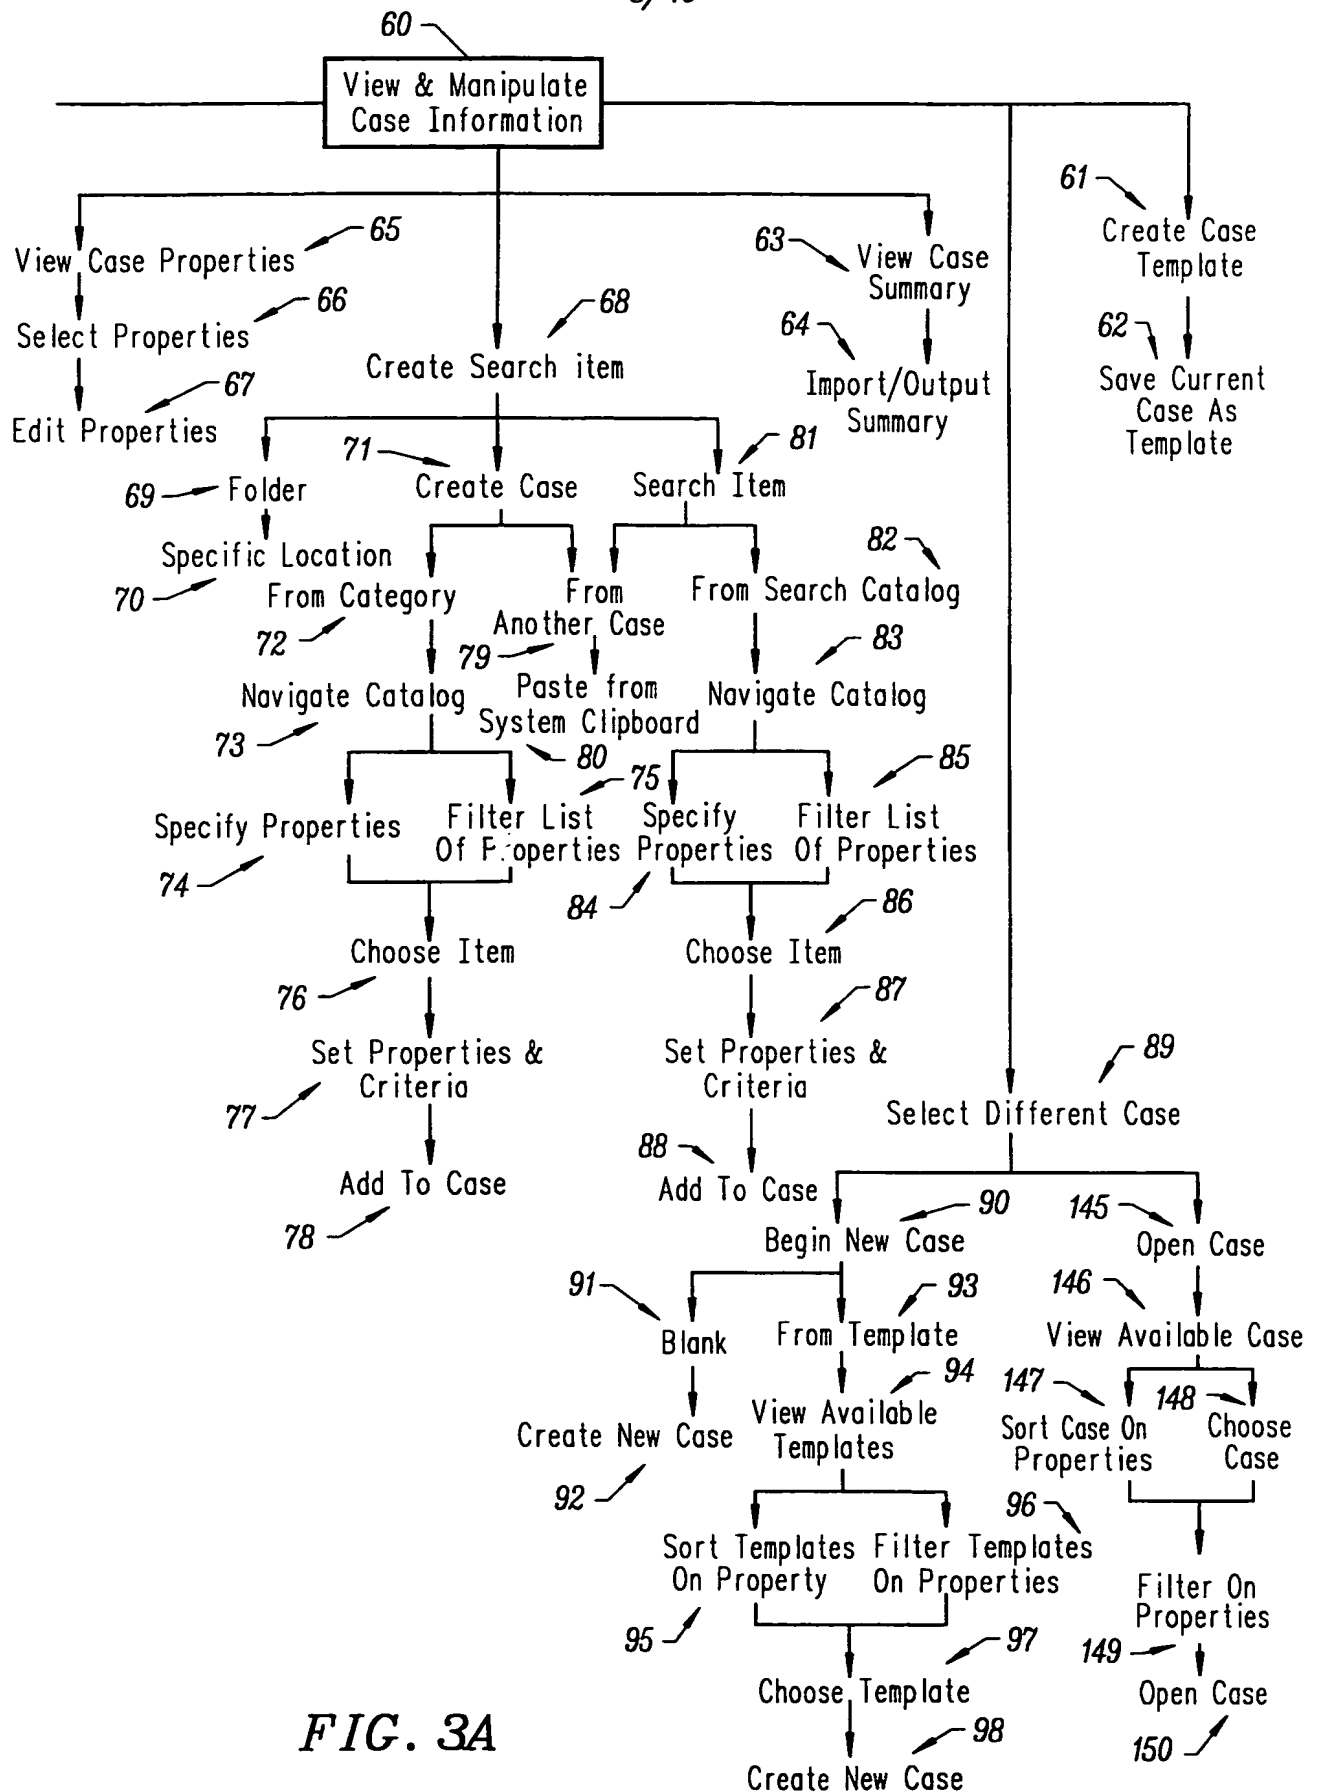 60
View & Manipulate
Case Information
61
Create Case
Template
62
Save Current
Case As
Template
65
View Case Properties
66
Select Properties
67
Edit Properties
63
View Case
Summary
64
Import/Output
Summary
68
Create Search item
69
Folder
Specific Location
70
71
Create Case
81
Search Item
From Category
72
From
Another Case
79
82
From Search Catalog
Navigate Catalog
73
Paste from
System Clipboard
80
83
Navigate Catalog
Specify Properties
74
75
Filter List
Of Properties
Specify
Properties
84
85
Filter List
Of Properties
Choose Item
76
86
Choose Item
Set Properties &
Criteria
77
87
Set Properties &
Criteria
Add To Case
78
88
Add To Case
89
Select Different Case
90
Begin New Case
145
Open Case
91
Blank
93
From Template
146
View Available Case
Create New Case
92
94
View Available
Templates
147
Sort Case On
Properties
148
Choose
Case
Sort Templates
On Property
95
96
Filter Templates
On Properties
Filter On
Properties
149
97
Choose Template
Open Case
150
98
Create New Case
FIG. 3A